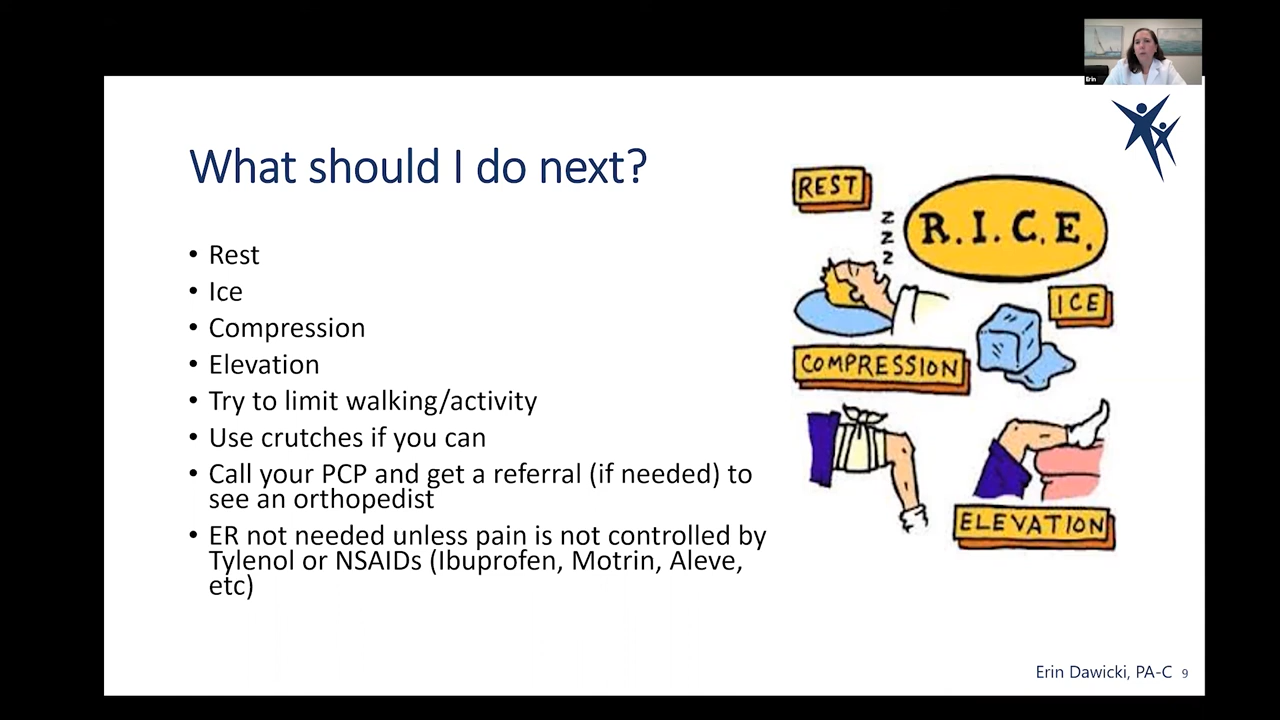 Erin
What should I do next?
• Rest
• Ice
• Compression
• Elevation
• Try to limit walking/activity
• Use crutches if you can
• Call your PCP and get a referral (if needed) to
see an orthopedist
• ER not needed unless pain is not controlled by
Tylenol or NSAIDs (Ibuprofen, Motrin, Aleve,
etc)
REST
Z
Z
Z
R.I.C.E.
ICE
COMPRESSION
ELEVATION
Erin Dawicki, PA-C 9